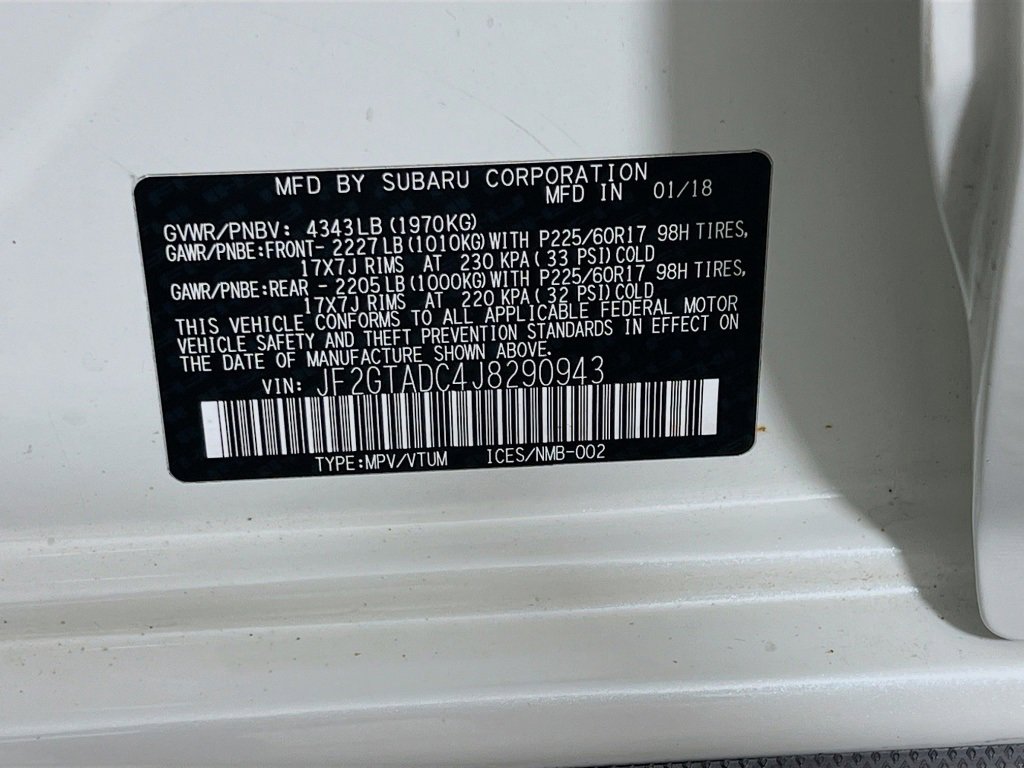 MFD BY SUBARU CORPORATION
MFD IN 01/18
GVWR/PNBV: 4343LB (1970KG)
GAWR/PNBE:FRONT- 2227LB(1010KG)WITH P225/60R17 98H TIRES,
17X7J RIMS AT 230 KPA(33 PSI)COLD
GAWR/PNBE:REAR - 2205LB(1000KG)WITH P225/60R17 98H TIRES,
17X7J RIMS AT 220 KPA(32 PSI)COLD
THIS VEHICLE CONFORMS TO ALL APPLICABLE FEDERAL MOTOR
VEHICLE SAFETY AND THEFT PREVENTION STANDARDS IN EFFECT ON
THE DATE OF MANUFACTURE SHOWN ABOVE.
VIN: JF2GTADC4J8290943
TYPE:MPV/VTUM ICES/NMB-002